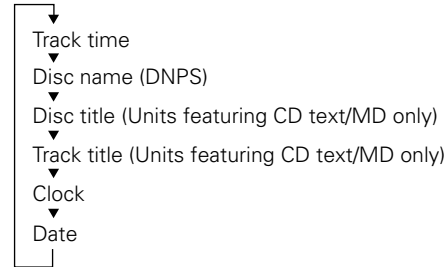 Track time
Disc name (DNPS)
Disc title (Units featuring CD text/MD only)
Track title (Units featuring CD text/MD only)
Clock
Date